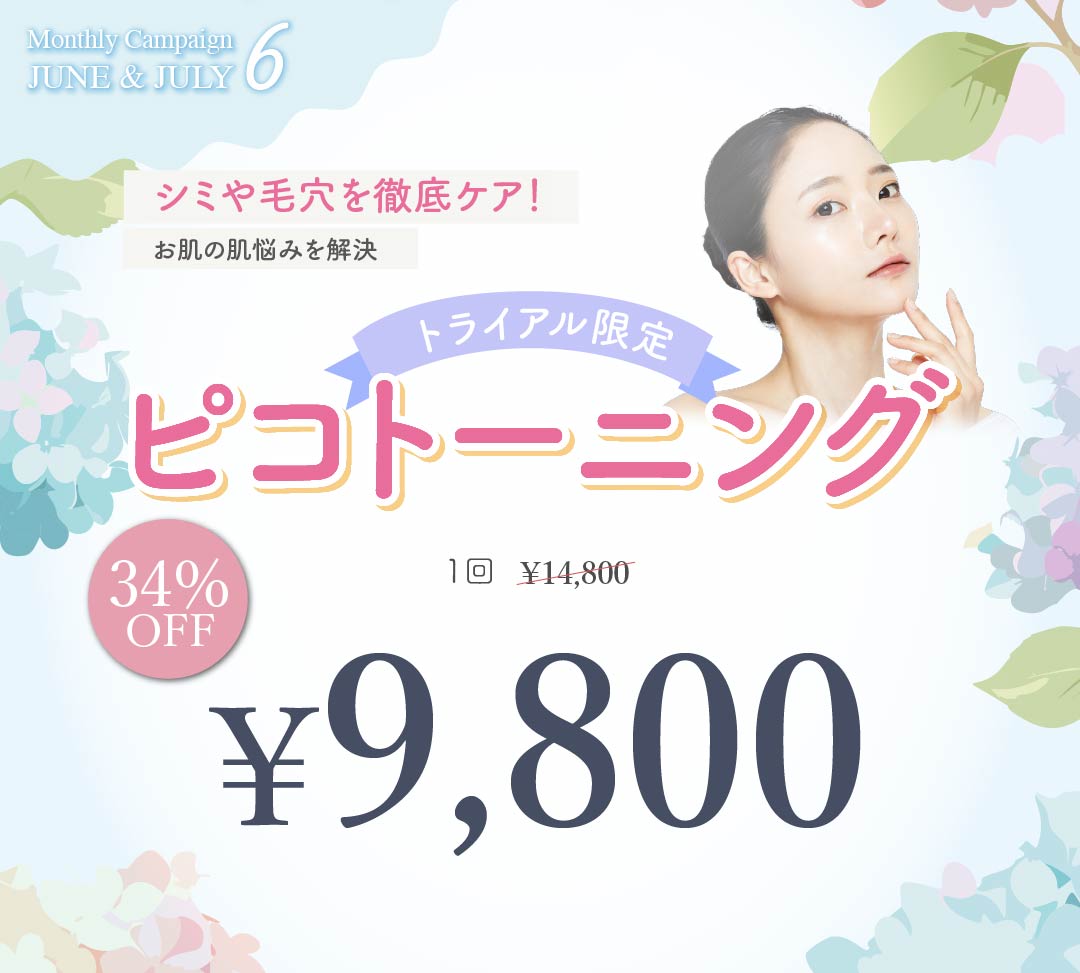 Monthly Campaign
JUNE & JULY 6
シミや毛穴を徹底ケア！
お肌の肌悩みを解決
トライアル限定
ピコトーニング
34%
OFF
1回 ¥14,800
¥9,800